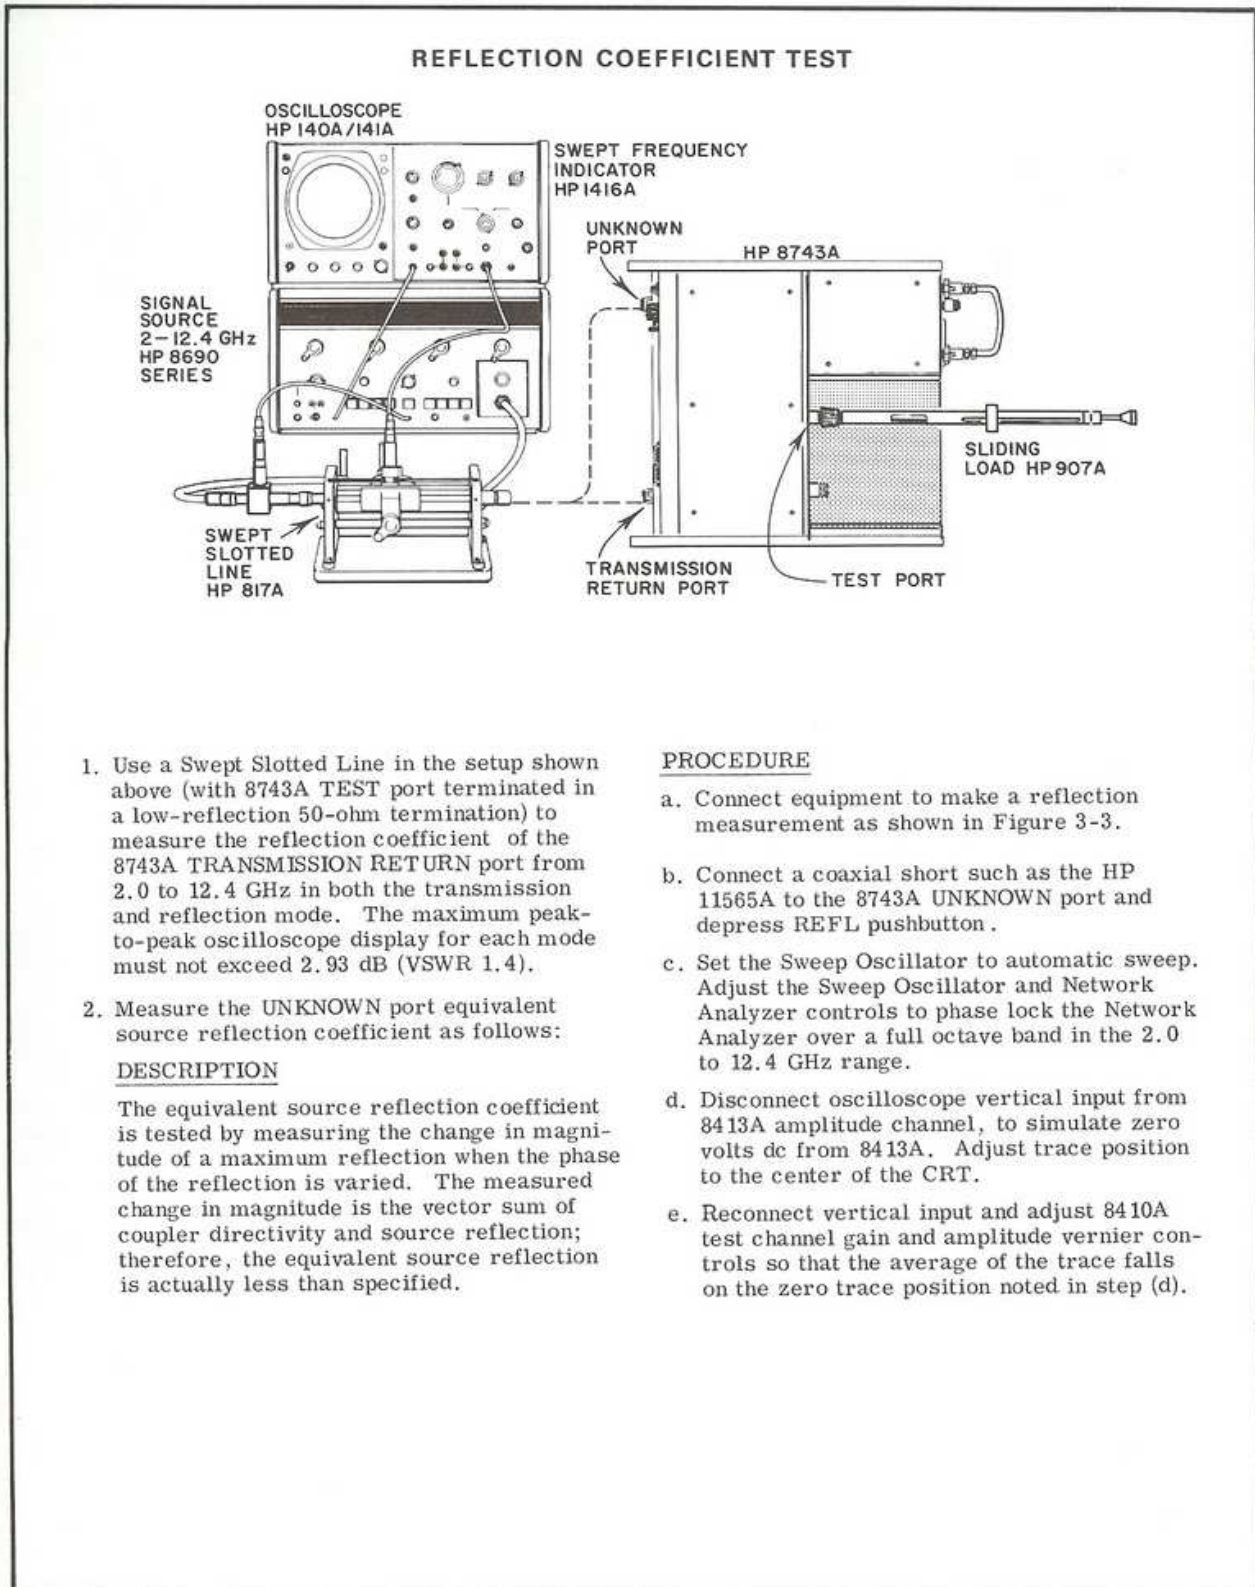 REFLECTION COEFFICIENT TEST
OSCILLOSCOPE
HP 140A/141A
SWEPT FREQUENCY
INDICATOR
HP 1416A
UNKNOWN
PORT
HP 8743A
SIGNAL
SOURCE
2-12.4 GHz
HP 8690
SERIES
SLIDING
LOAD HP 907A
SWEPT
SLOTTED
LINE
HP 817A
TRANSMISSION
RETURN PORT
TEST PORT
1. Use a Swept Slotted Line in the setup shown
above (with 8743A TEST port terminated in
a low-reflection 50-ohm termination) to
measure the reflection coefficient of the
8743A TRANSMISSION RETURN port from
2.0 to 12.4 GHz in both the transmission
and reflection mode. The maximum peak-
to-peak oscilloscope display for each mode
must not exceed 2.93 dB (VSWR 1.4).
2. Measure the UNKNOWN port equivalent
source reflection coefficient as follows:
DESCRIPTION
The equivalent source reflection coefficient
is tested by measuring the change in magni-
tude of a maximum reflection when the phase
of the reflection is varied. The measured
change in magnitude is the vector sum of
coupler directivity and source reflection;
therefore, the equivalent source reflection
is actually less than specified.
PROCEDURE
a. Connect equipment to make a reflection
measurement as shown in Figure 3-3.
b. Connect a coaxial short such as the HP
11565A to the 8743A UNKNOWN port and
depress REFL pushbutton.
c. Set the Sweep Oscillator to automatic sweep.
Adjust the Sweep Oscillator and Network
Analyzer controls to phase lock the Network
Analyzer over a full octave band in the 2.0
to 12.4 GHz range.
d. Disconnect oscilloscope vertical input from
8413A amplitude channel, to simulate zero
volts dc from 8413A. Adjust trace position
to the center of the CRT.
e. Reconnect vertical input and adjust 8410A
test channel gain and amplitude vernier con-
trols so that the average of the trace falls
on the zero trace position noted in step (d).